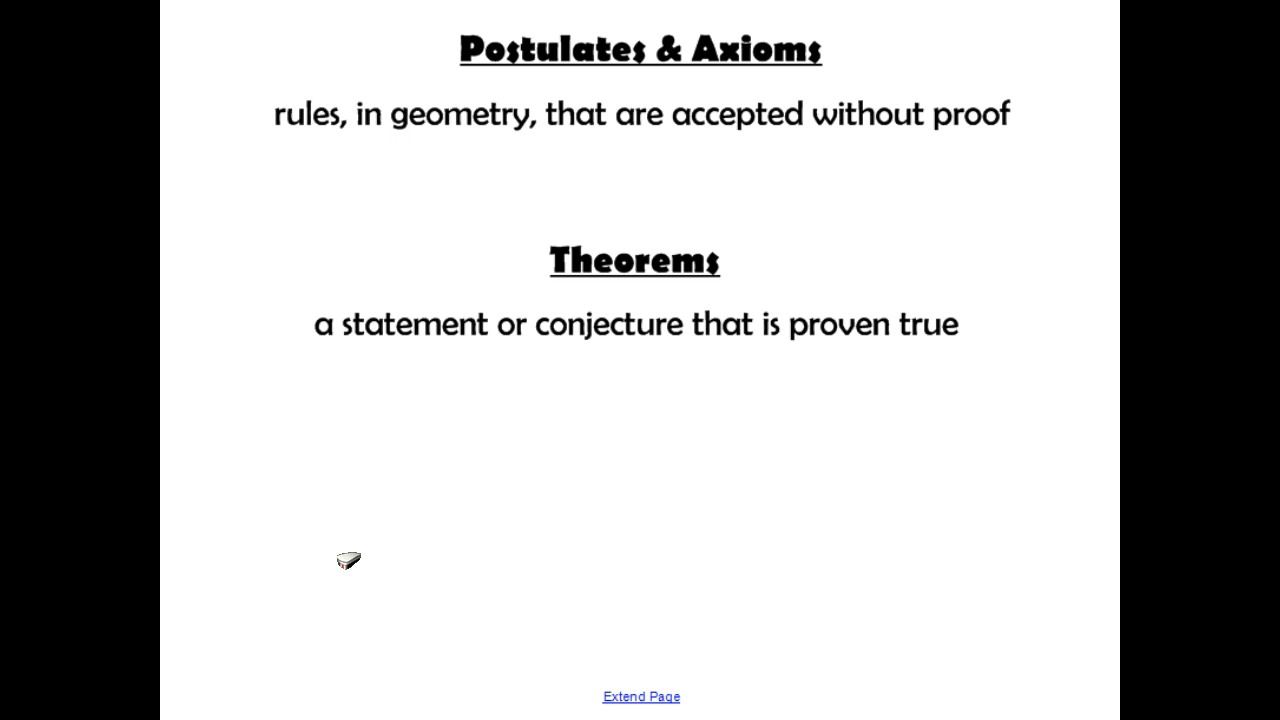 Postulates & Axioms
rules, in geometry, that are accepted without proof
Theorems
a statement or conjecture that is proven true
Extend Page